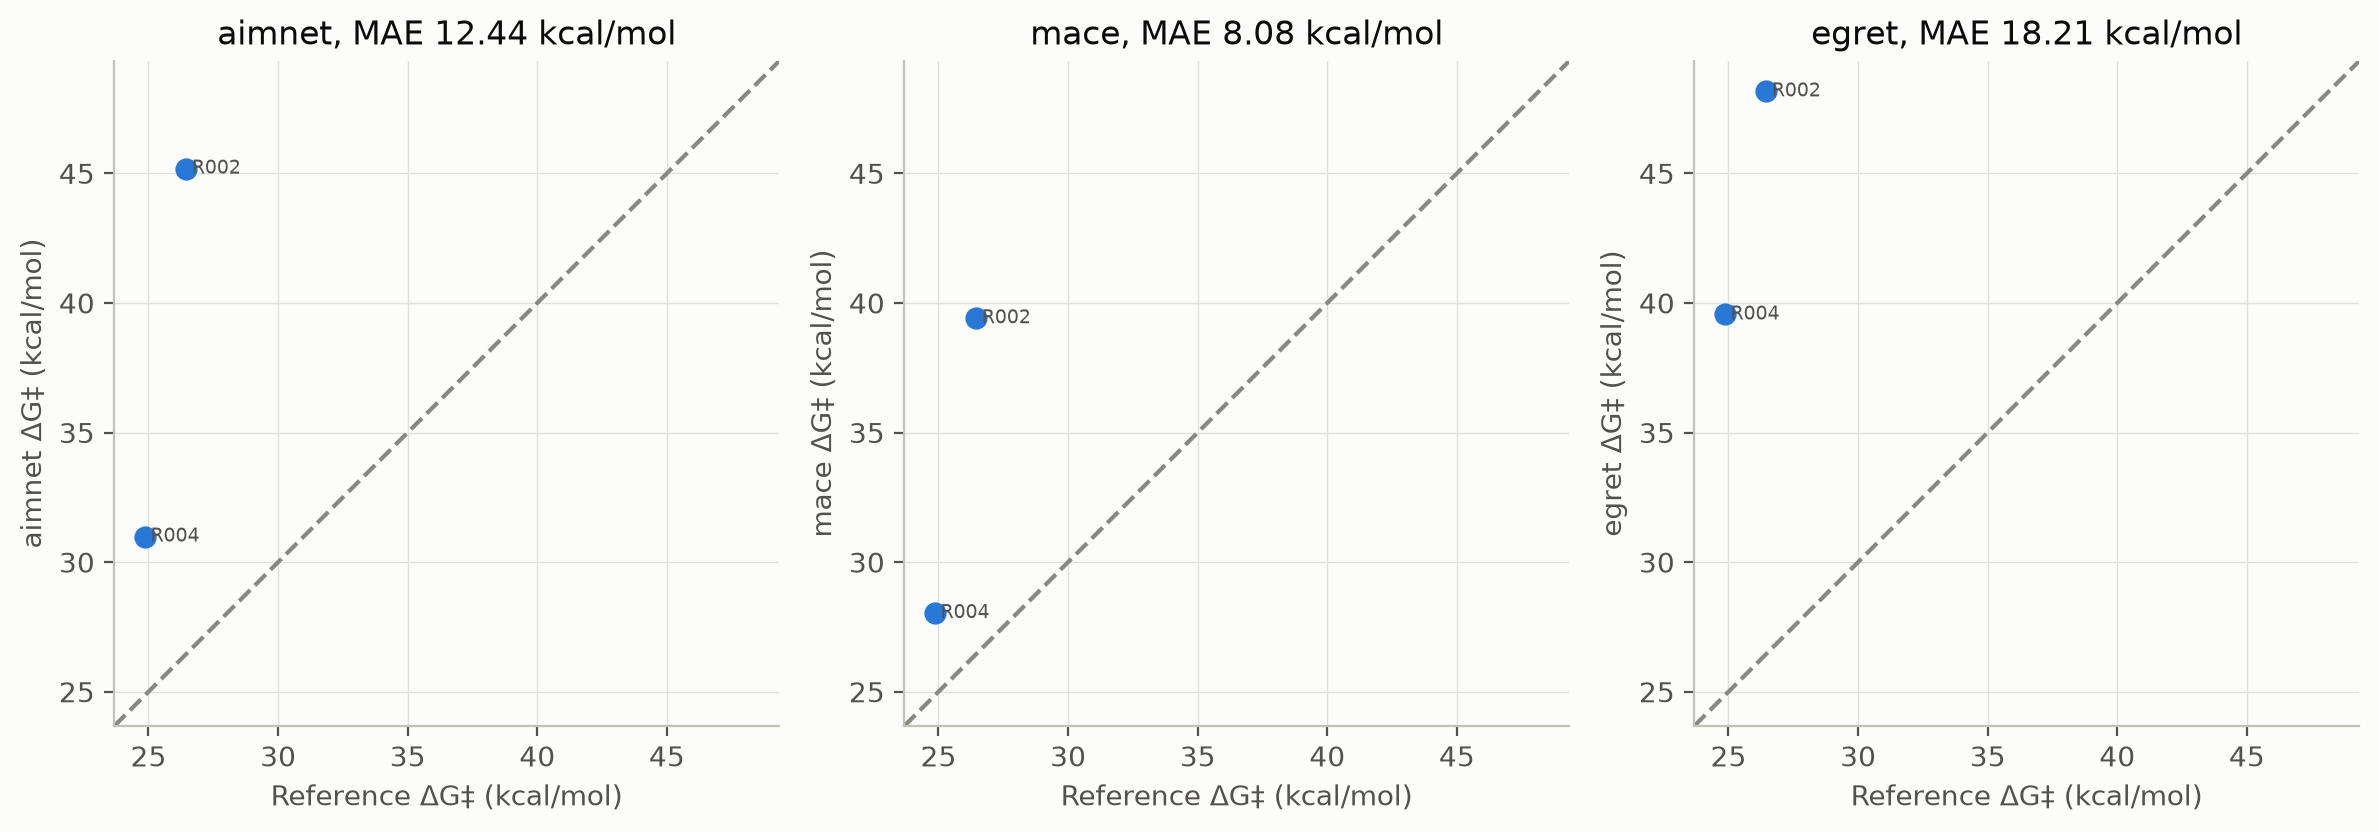 aimnet, MAE 12.44 kcal/mol
aimnet ΔG‡ (kcal/mol)
45
40
35
30
25
R002
R004
25 30 35 40 45
Reference ΔG‡ (kcal/mol)
mace, MAE 8.08 kcal/mol
mace ΔG‡ (kcal/mol)
45
40
35
30
25
R002
R004
25 30 35 40 45
Reference ΔG‡ (kcal/mol)
egret, MAE 18.21 kcal/mol
egret ΔG‡ (kcal/mol)
45
40
35
30
25
R002
R004
25 30 35 40 45
Reference ΔG‡ (kcal/mol)